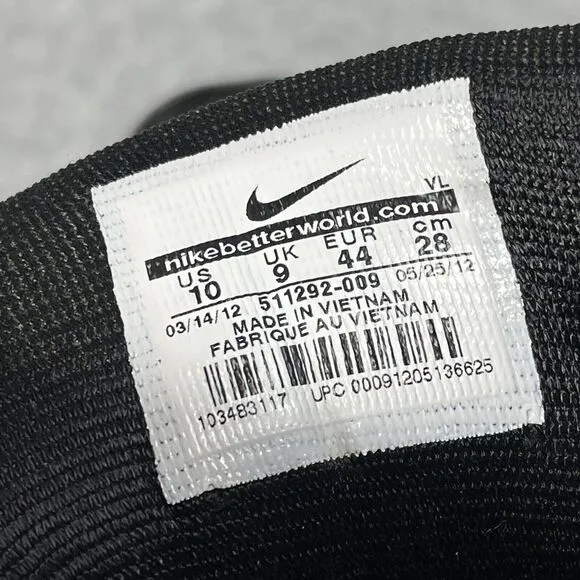 VL
nikebetterworld.com
US UK EUR cm
10 9 44 28
03/14/12 511292-009 05/25/12
MADE IN VIETNAM
FABRIQUE AU VIETNAM
103483117 UPC 00091205136625